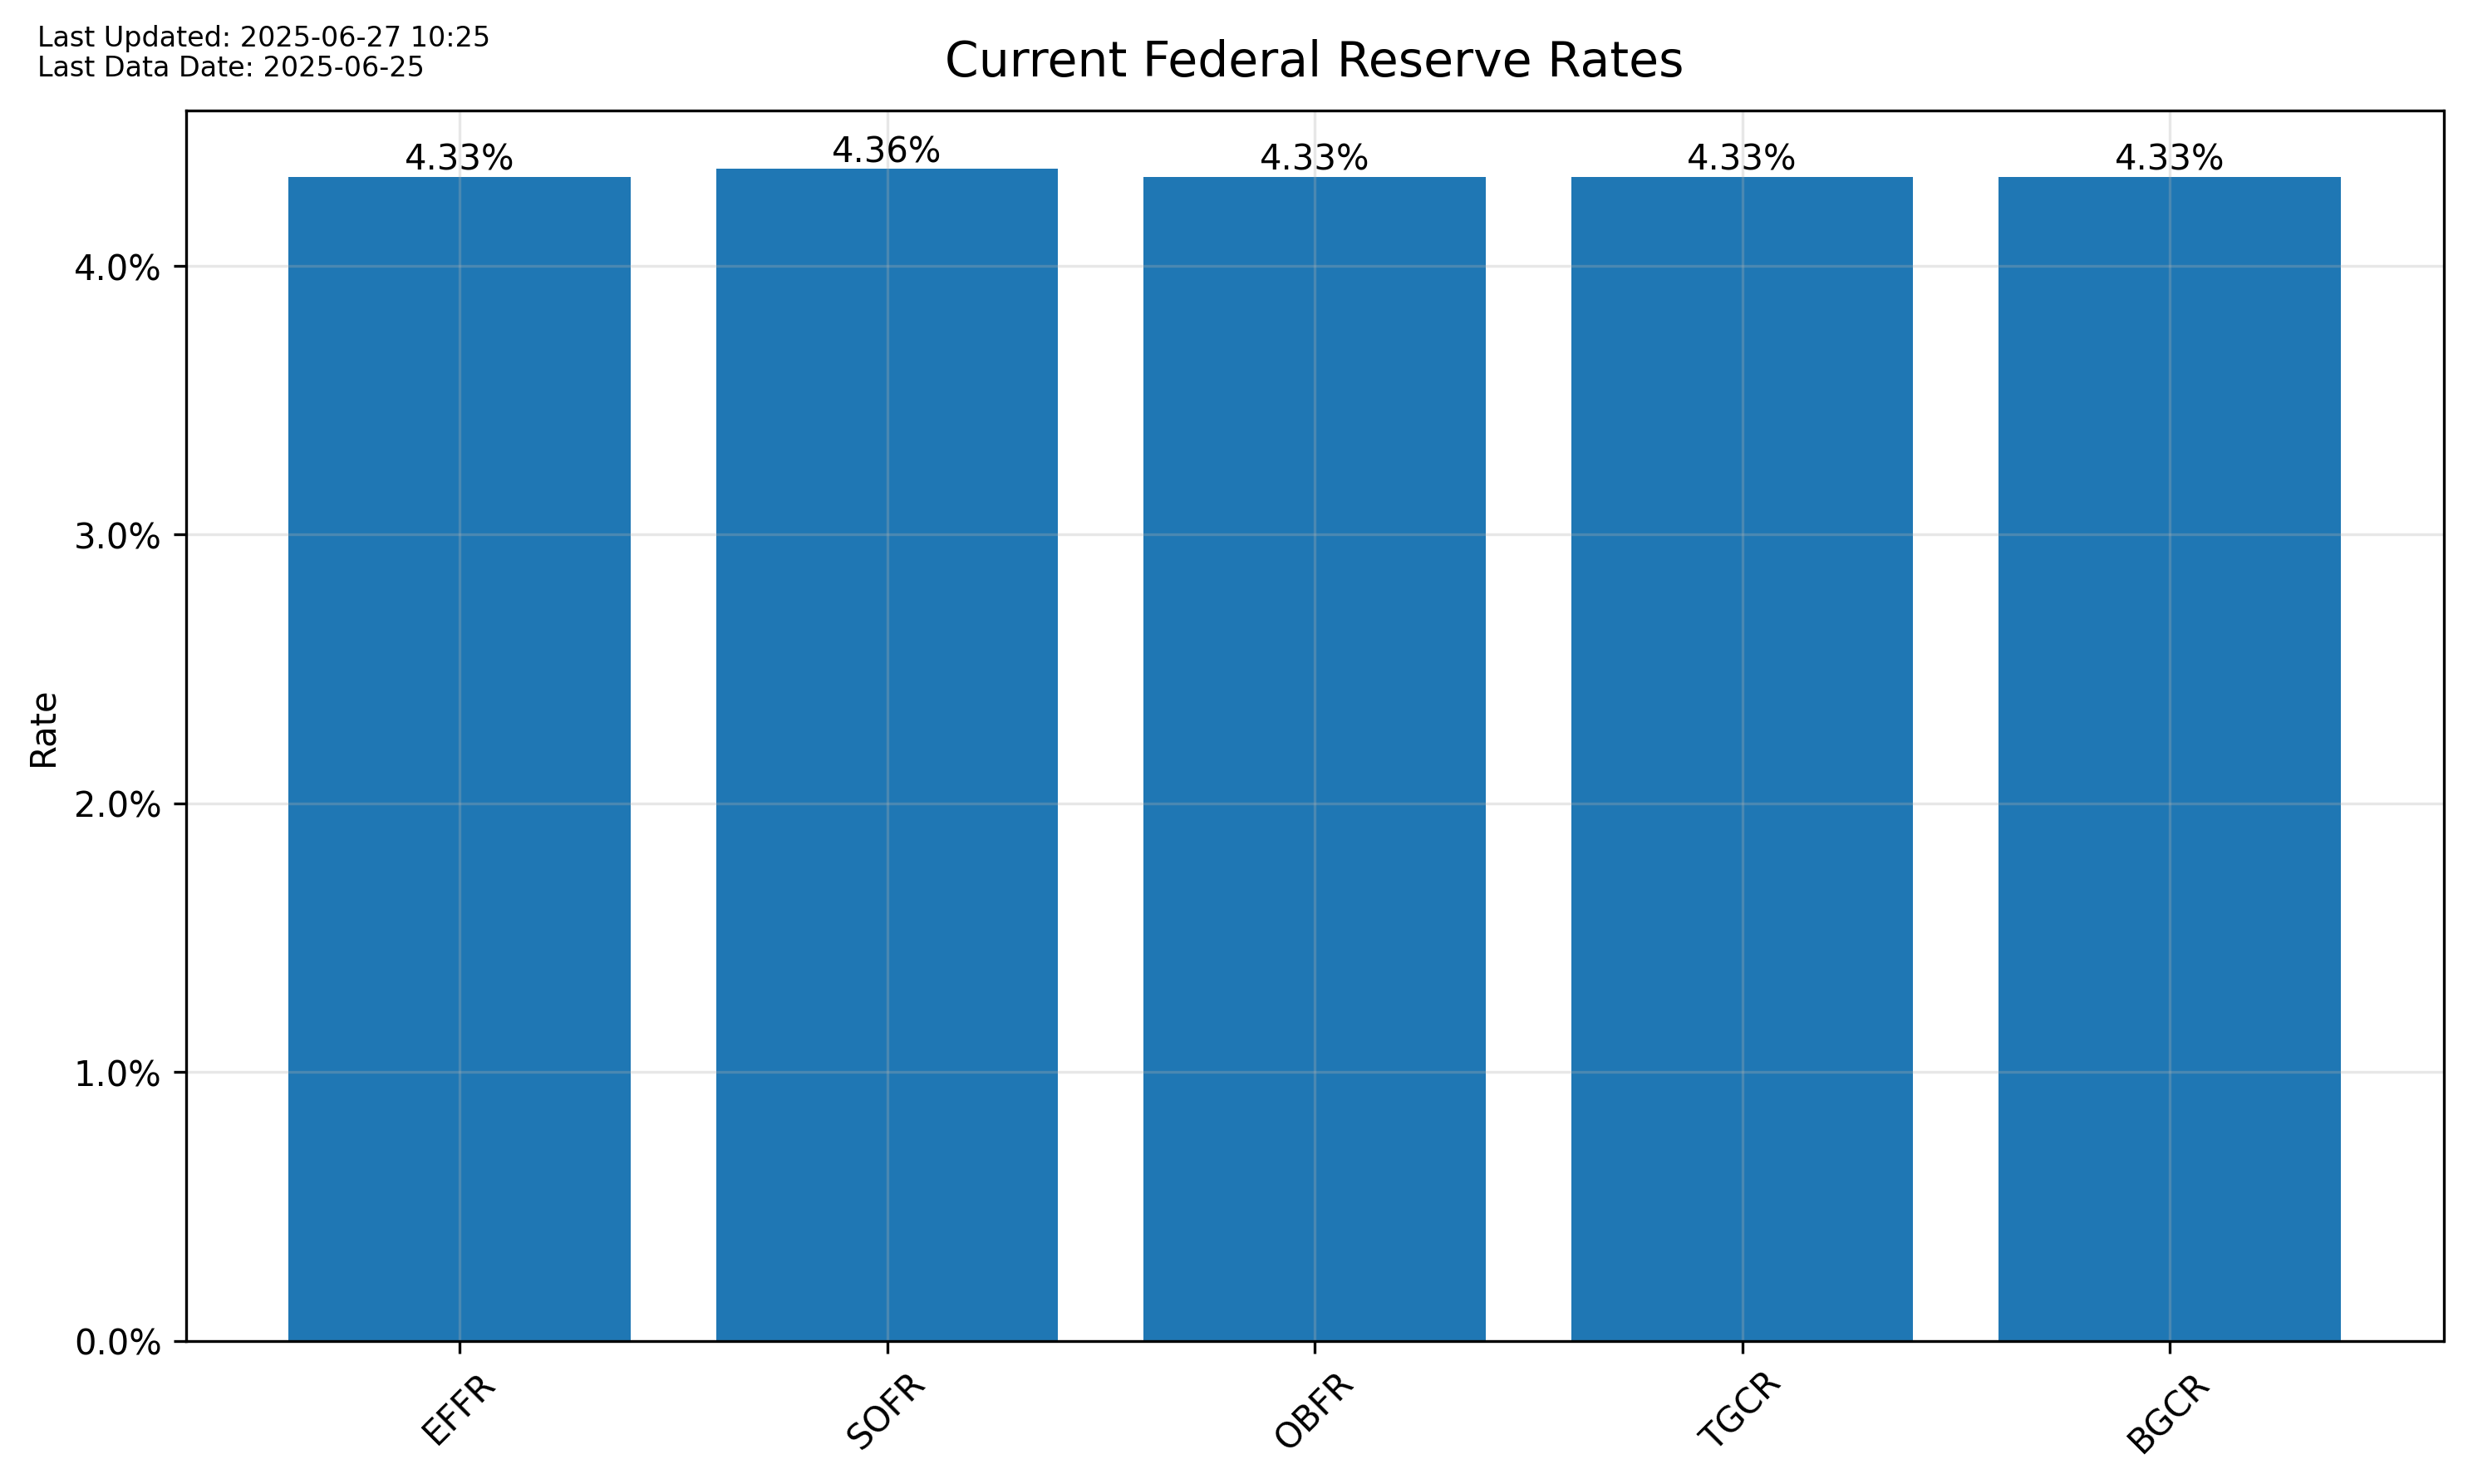 Last Updated: 2025-06-27 10:25
Last Data Date: 2025-06-25
Current Federal Reserve Rates
4.33%
4.36%
4.33%
4.33%
4.33%
4.0%
3.0%
2.0%
1.0%
0.0%
Rate
EFFR
SOFR
OBFR
TGCR
BGCR